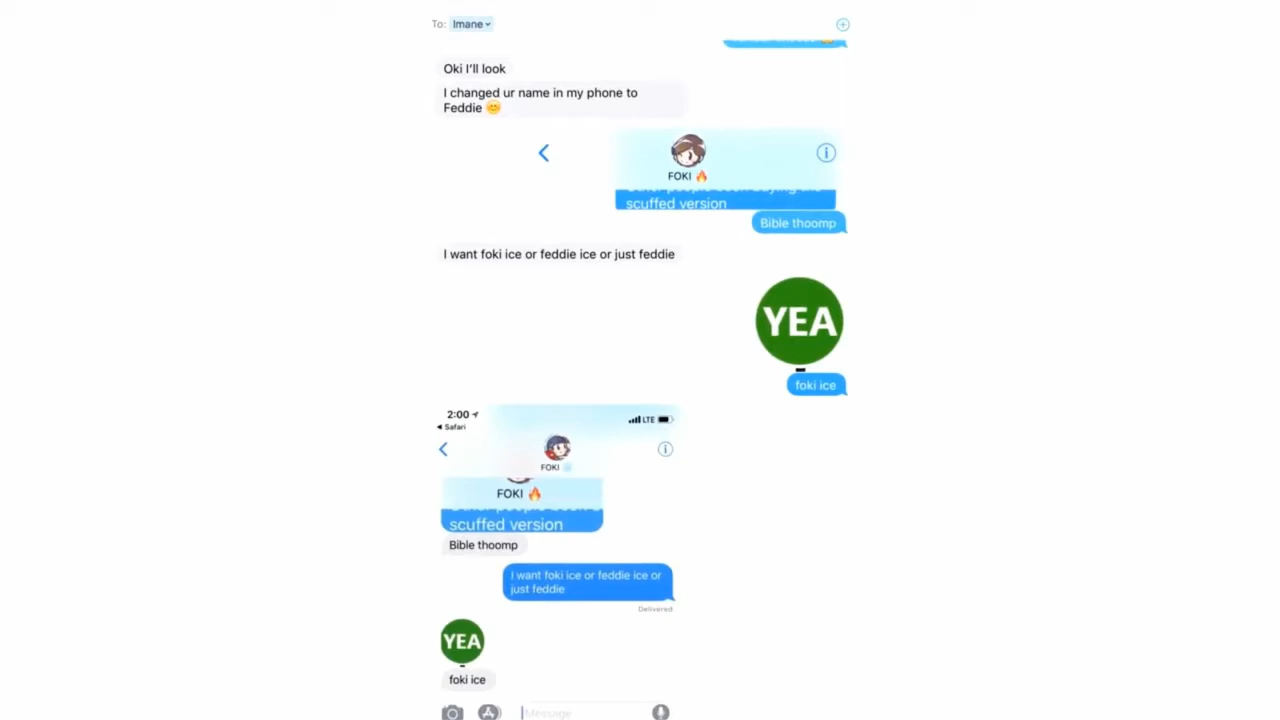 To: Imane
Oki I'll look
I changed ur name in my phone to
Feddie 😊
FOKI 🔥
scuffed version
Bible thoomp
I want foki ice or feddie ice or just feddie
YEA
foki ice
2:00
LTE
Safari
FOKI
FOKI 🔥
scuffed version
Bible thoomp
I want foki ice or feddie ice or
just feddie
Delivered
YEA
foki ice
Message